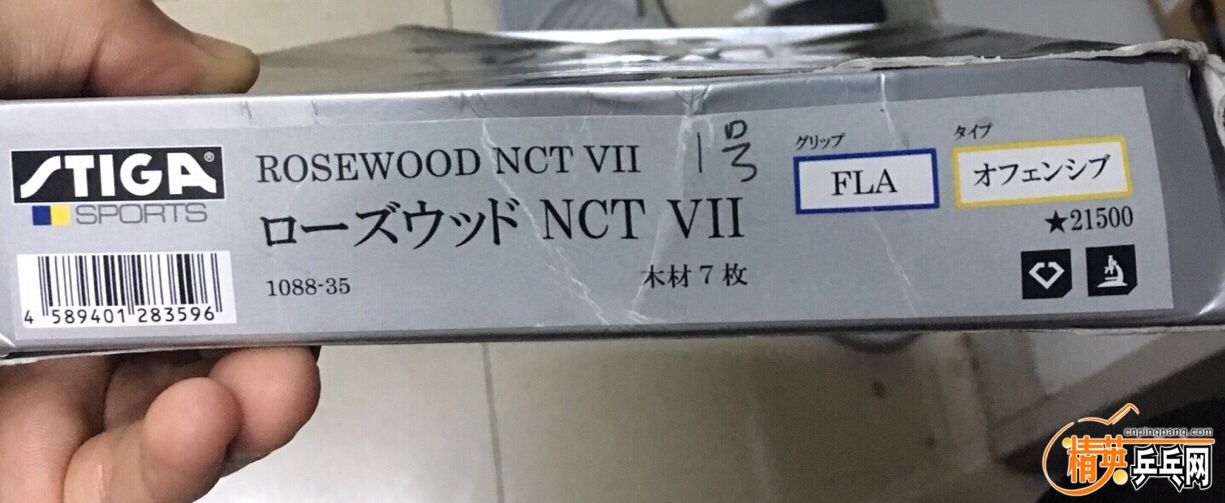 STIGA®
SPORTS
4 589401 283596
ROSEWOOD NCT VII
1号
ローズウッド NCT VII
1088-35
木材7枚
グリップ
FLA
タイプ
オフェンシブ
★21500
cnpingpang.com
精英乒乓网